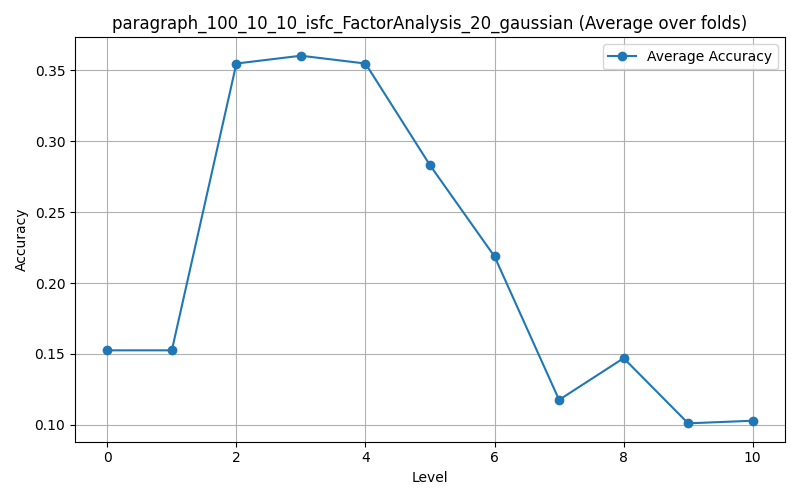 paragraph_100_10_10_isfc_FactorAnalysis_20_gaussian (Average over folds)
Average Accuracy
0.35
0.30
0.25
0.20
0.15
0.10
Accuracy
0 2 4 6 8 10
Level